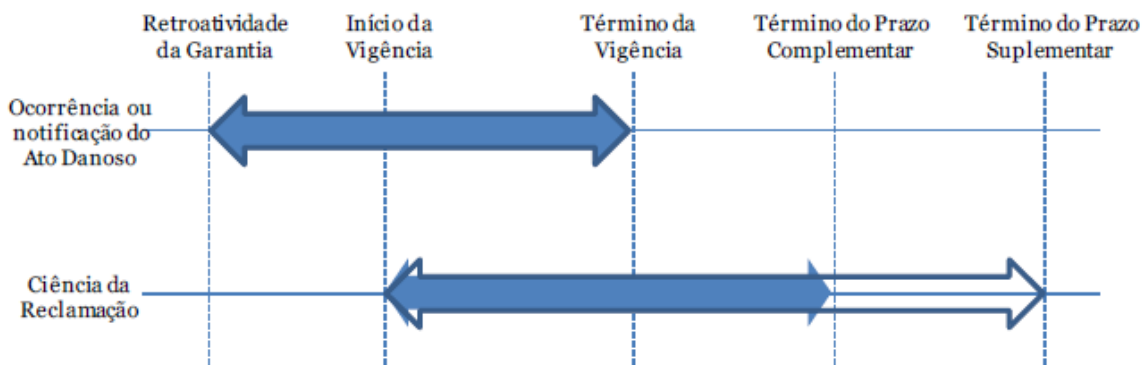 Retroatividade
da Garantia
Início da
Vigência
Término da
Vigência
Término do Prazo
Complementar
Término do Prazo
Suplementar
Ocorrência ou
notificação do
Ato Danoso
Ciência da
Reclamação